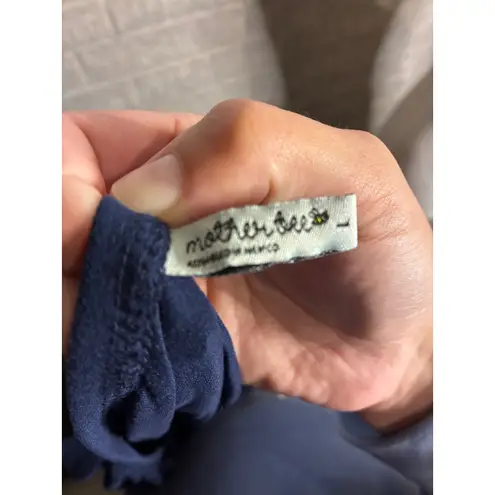 mother bee
ASSEMBLED IN MEXICO
L